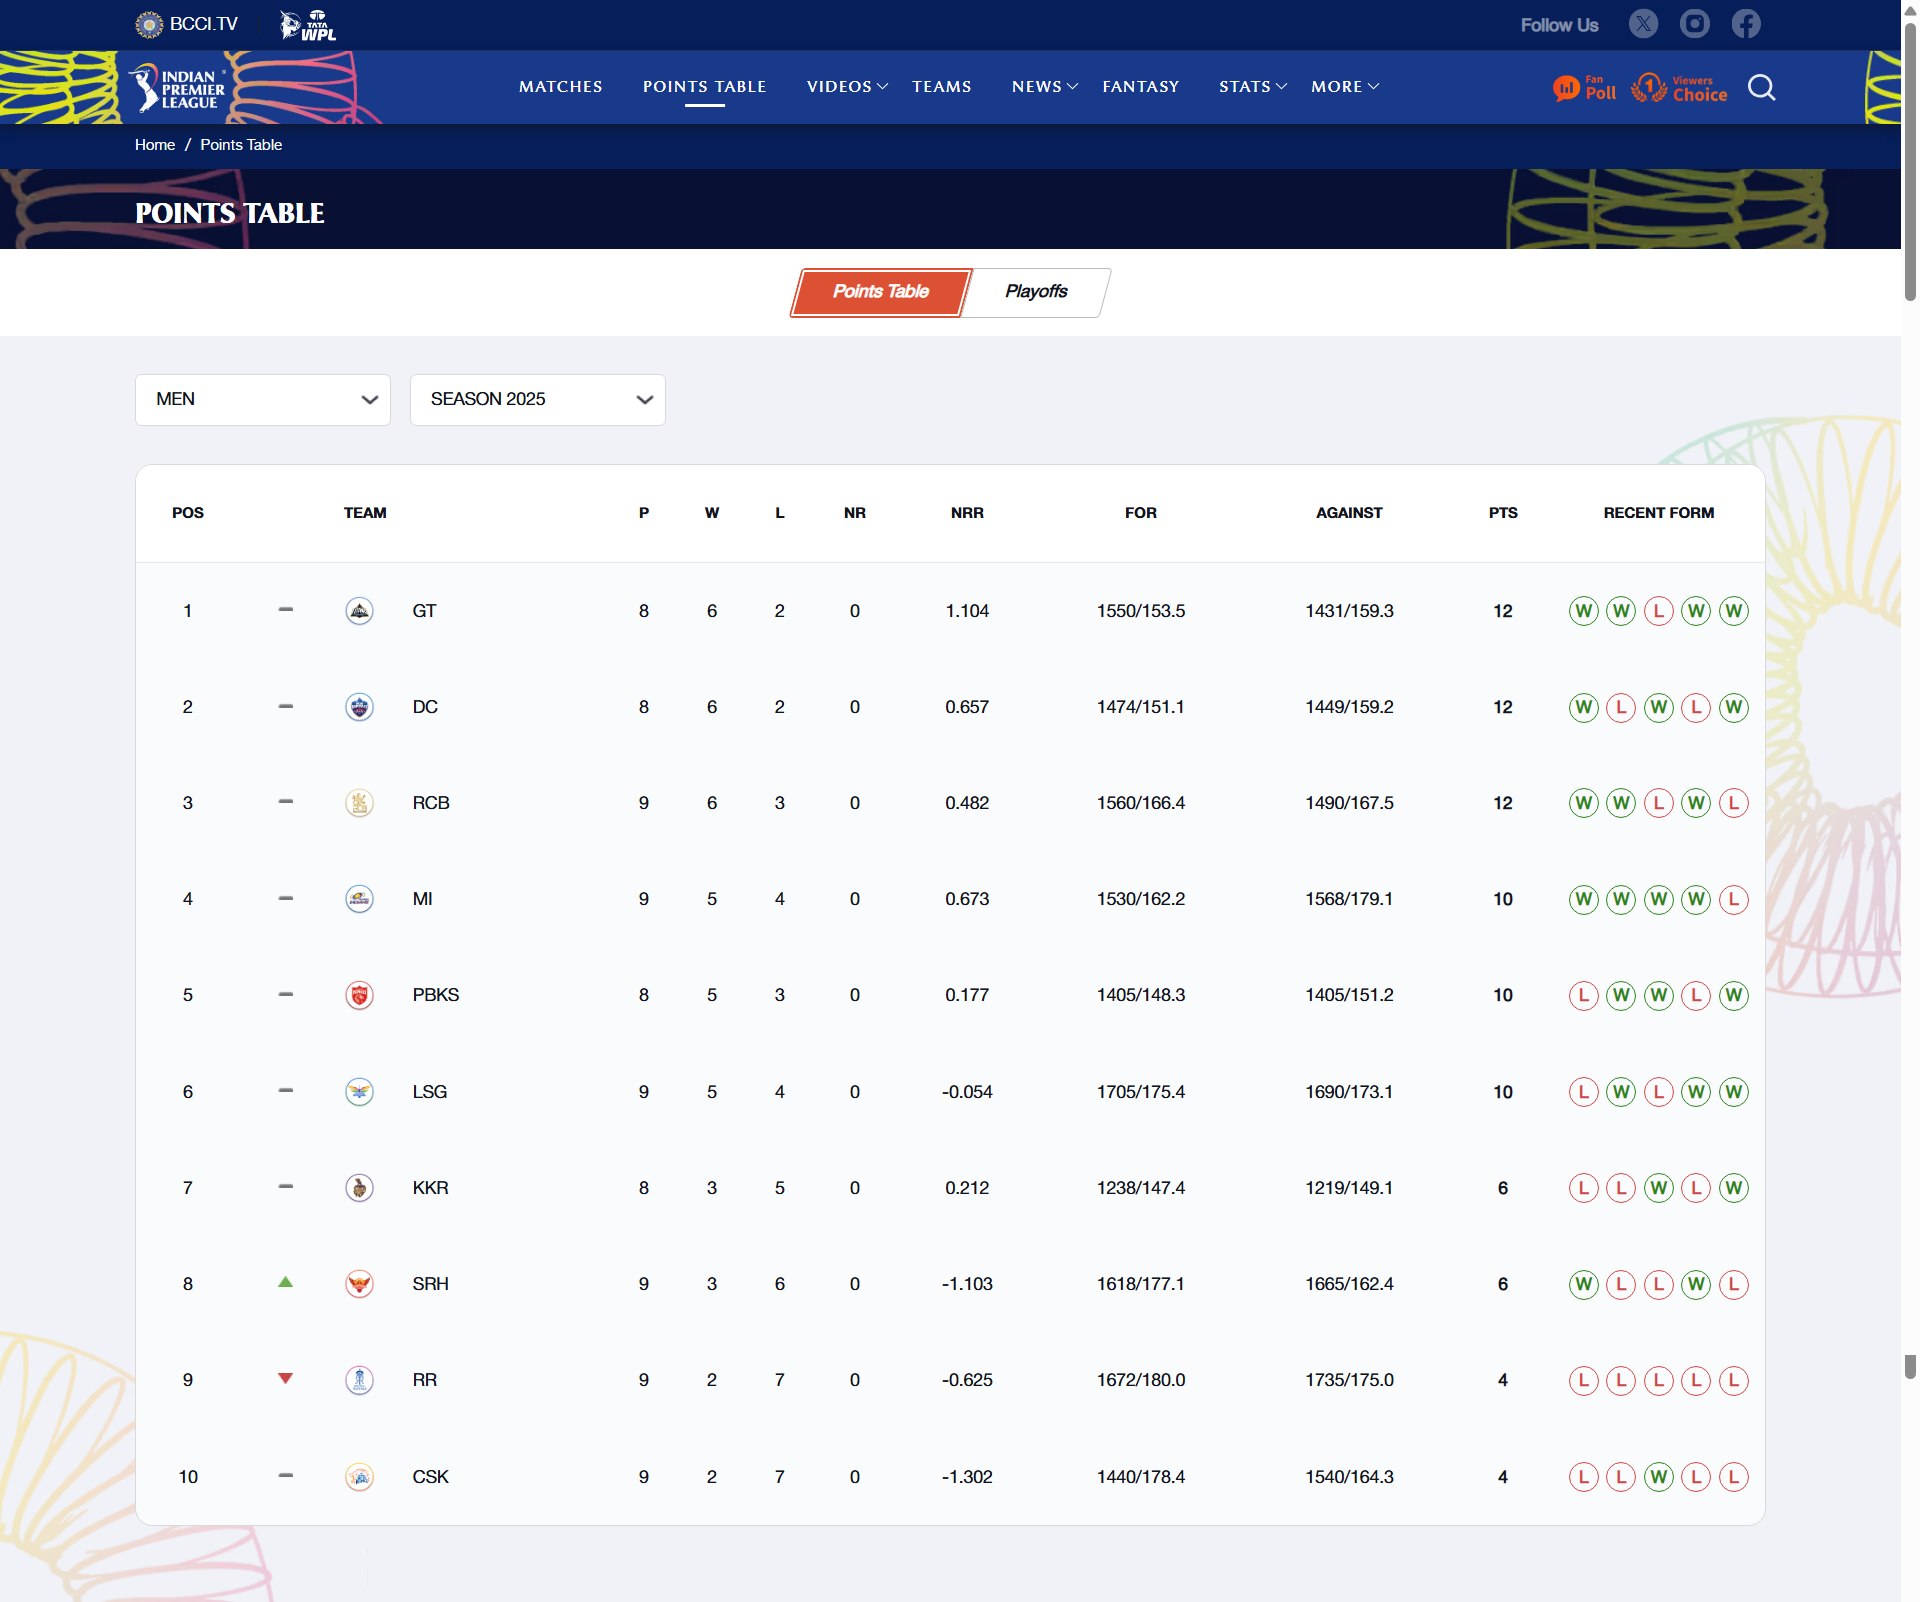 BCCI.TV TATA WPL Follow Us
INDIAN PREMIER LEAGUE MATCHES POINTS TABLE VIDEOS TEAMS NEWS FANTASY STATS MORE Fan Poll 1 Viewers Choice
Home / Points Table
POINTS TABLE
Points Table Playoffs
MEN SEASON 2025
POS TEAM P W L NR NRR FOR AGAINST PTS RECENT FORM
1 GT 8 6 2 0 1.104 1550/153.5 1431/159.3 12 W W L W W
2 DC 8 6 2 0 0.657 1474/151.1 1449/159.2 12 W L W L W
3 RCB 9 6 3 0 0.482 1560/166.4 1490/167.5 12 W W L W L
4 MI 9 5 4 0 0.673 1530/162.2 1568/179.1 10 W W W W L
5 PBKS 8 5 3 0 0.177 1405/148.3 1405/151.2 10 L W W L W
6 LSG 9 5 4 0 -0.054 1705/175.4 1690/173.1 10 L W L W W
7 KKR 8 3 5 0 0.212 1238/147.4 1219/149.1 6 L L W L W
8 SRH 9 3 6 0 -1.103 1618/177.1 1665/162.4 6 W L L W L
9 RR 9 2 7 0 -0.625 1672/180.0 1735/175.0 4 L L L L L
10 CSK 9 2 7 0 -1.302 1440/178.4 1540/164.3 4 L L W L L